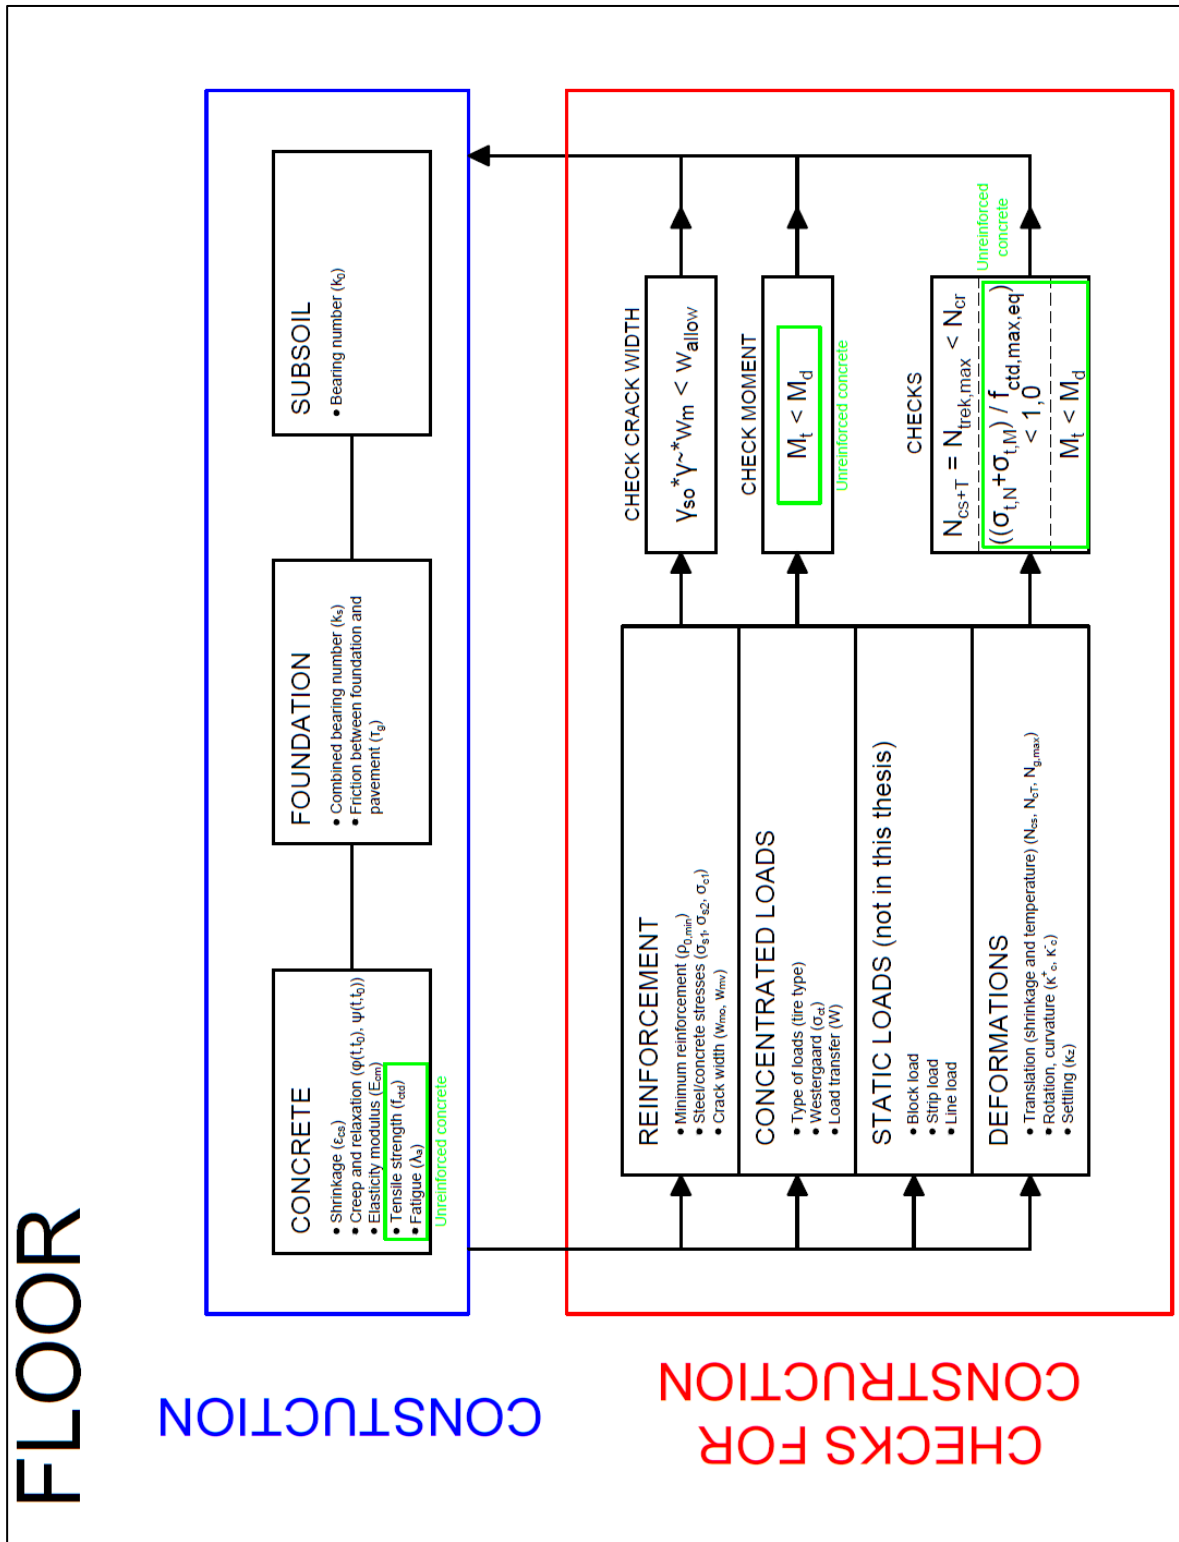 FLOOR
CONSTUCTION
CONCRETE
• Shrinkage (εcs)
• Creep and relaxation (φ(t,t0), ψ(t,t0))
• Elasticity modulus (Ecm)
• Tensile strength (fctd)
• Fatigue (λa)
Unreinforced concrete
FOUNDATION
• Combined bearing number (ks)
• Friction between foundation and
pavement (τg)
SUBSOIL
• Bearing number (k0)
CHECKS FOR
CONSTRUCTION
REINFORCEMENT
• Minimum reinforcement (ρ0,min)
• Steel/concrete stresses (σs1, σs2, σc1)
• Crack width (wmo, wmv)
CONCENTRATED LOADS
• Type of loads (tire type)
• Westergaard (σct)
• Load transfer (W)
STATIC LOADS (not in this thesis)
• Block load
• Strip load
• Line load
DEFORMATIONS
• Translation (shrinkage and temperature) (Ncs, NcT, Ng,max)
• Rotation, curvature (κ+c, κ-c)
• Settling (κz)
CHECK CRACK WIDTH
γso*γ~*wm < wallow
CHECK MOMENT
Mt < Md
Unreinforced concrete
CHECKS
Ncs+T = Ntrek,max < Ncr
((σt,N+σt,M) / fctd,max,eq)
< 1,0
Mt < Md
Unreinforced
concrete